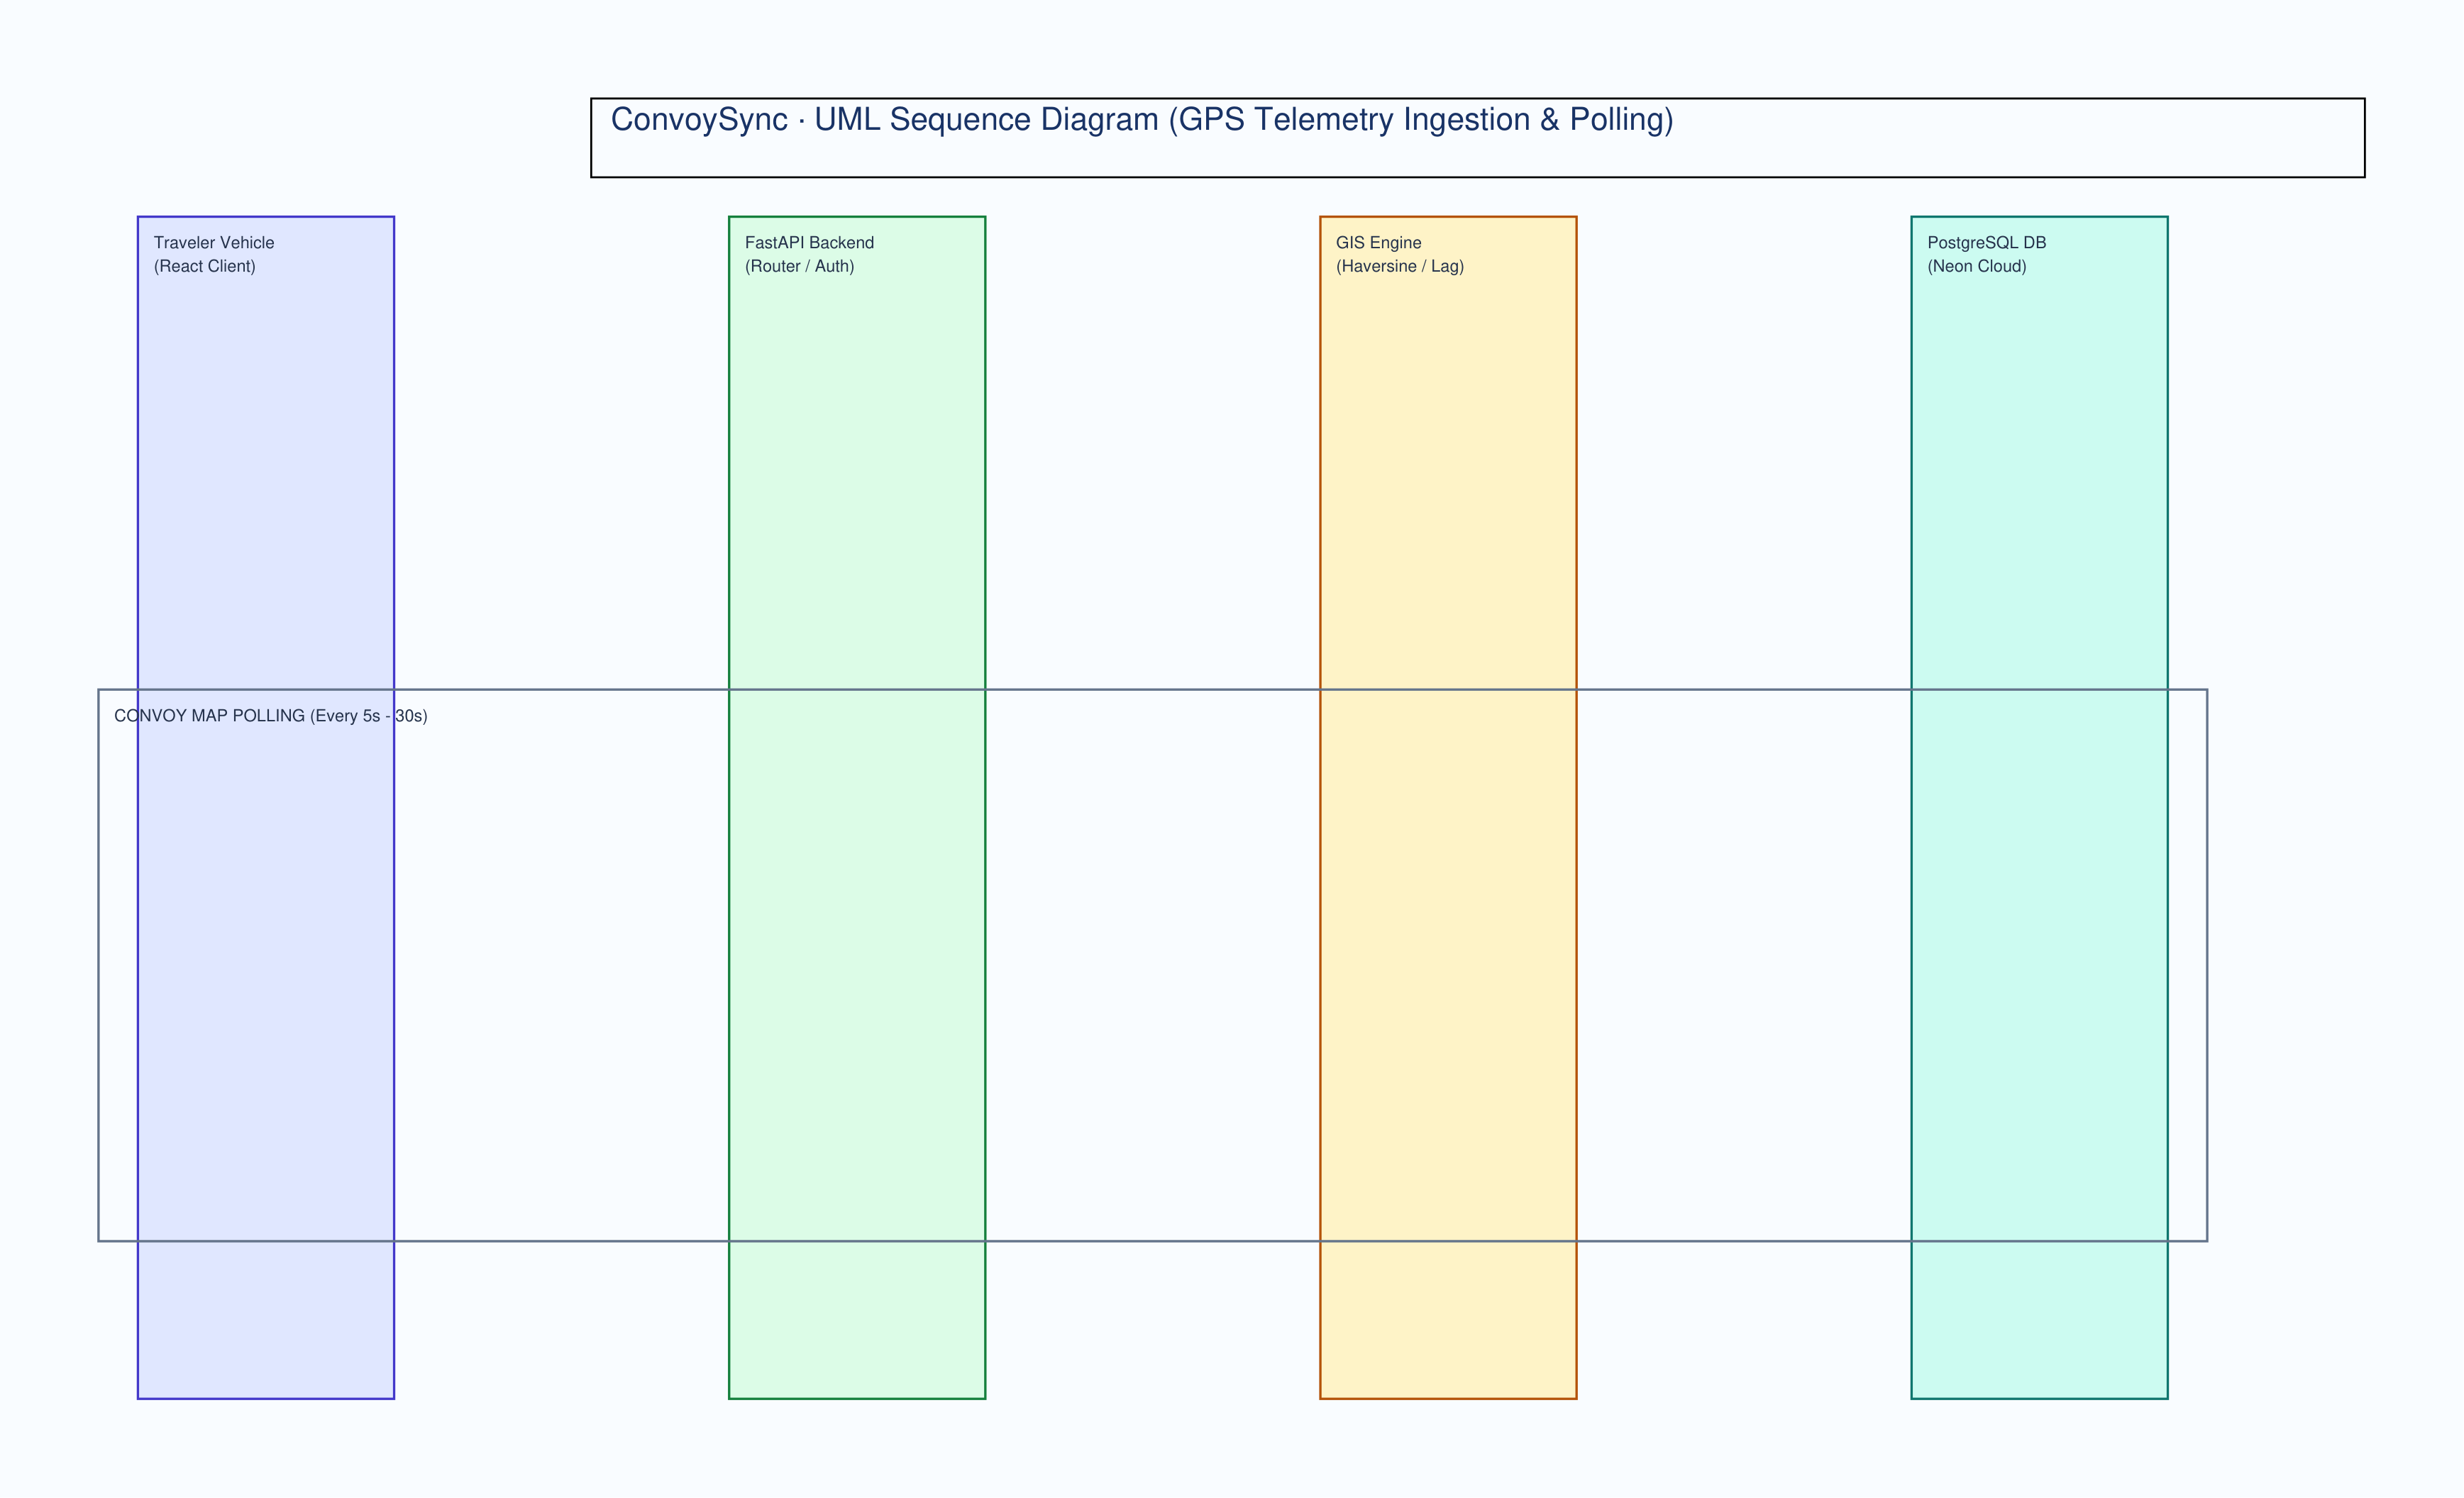 ConvoySync · UML Sequence Diagram (GPS Telemetry Ingestion & Polling)
Traveler Vehicle
(React Client)
FastAPI Backend
(Router / Auth)
GIS Engine
(Haversine / Lag)
PostgreSQL DB
(Neon Cloud)
CONVOY MAP POLLING (Every 5s - 30s)